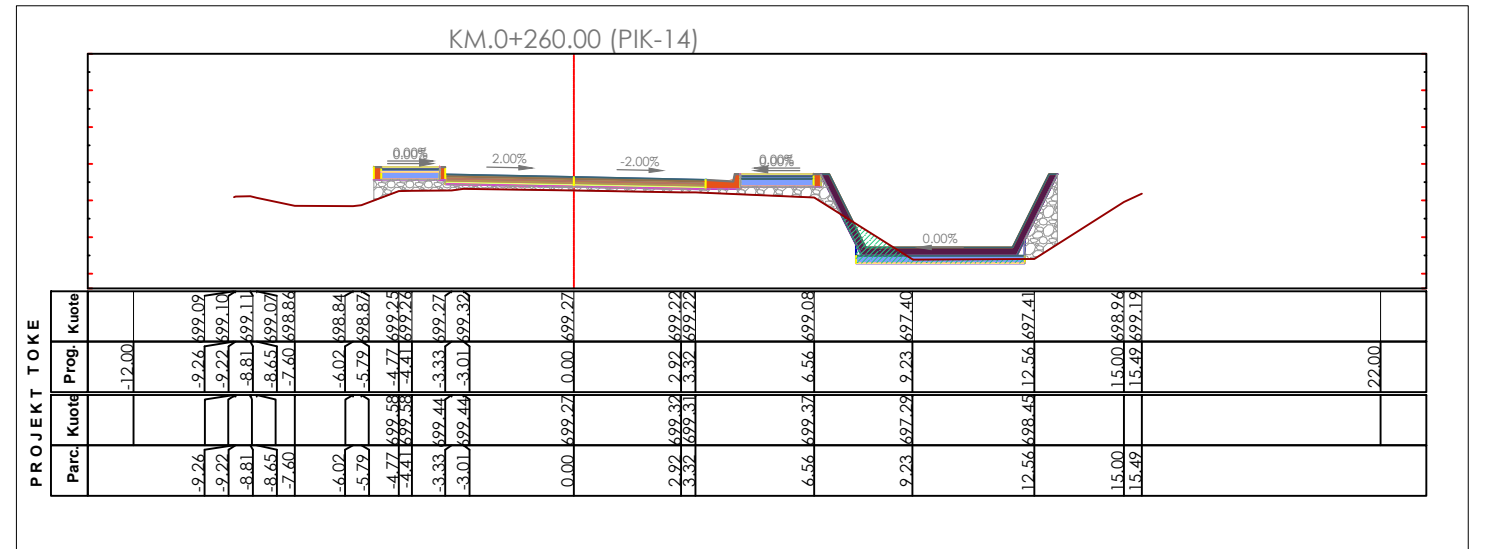 KM.0+260.00 (PIK-14)
2.00%
-2.00%
0.00%
0.00%
0.00%
PROJEKT TOKE
Kuote 699.09 699.10 699.11 699.07 698.86 698.84 698.87 699.25 699.26 699.27 699.32 699.27 699.22 699.22 699.08 697.40 697.41 698.96 699.19
Prog. -12.00 -9.26 -9.22 -8.81 -8.65 -7.60 -6.02 -5.79 -4.77 -4.41 -3.33 -3.01 0.00 2.92 3.32 6.56 9.23 12.56 15.00 15.49 22.00
Kuote 699.58 699.58 699.44 699.44 699.27 699.32 699.31 699.37 697.29 698.45
Parc. -9.26 -9.22 -8.81 -8.65 -7.60 -6.02 -5.79 -4.77 -4.41 -3.33 -3.01 0.00 2.92 3.32 6.56 9.23 12.56 15.00 15.49